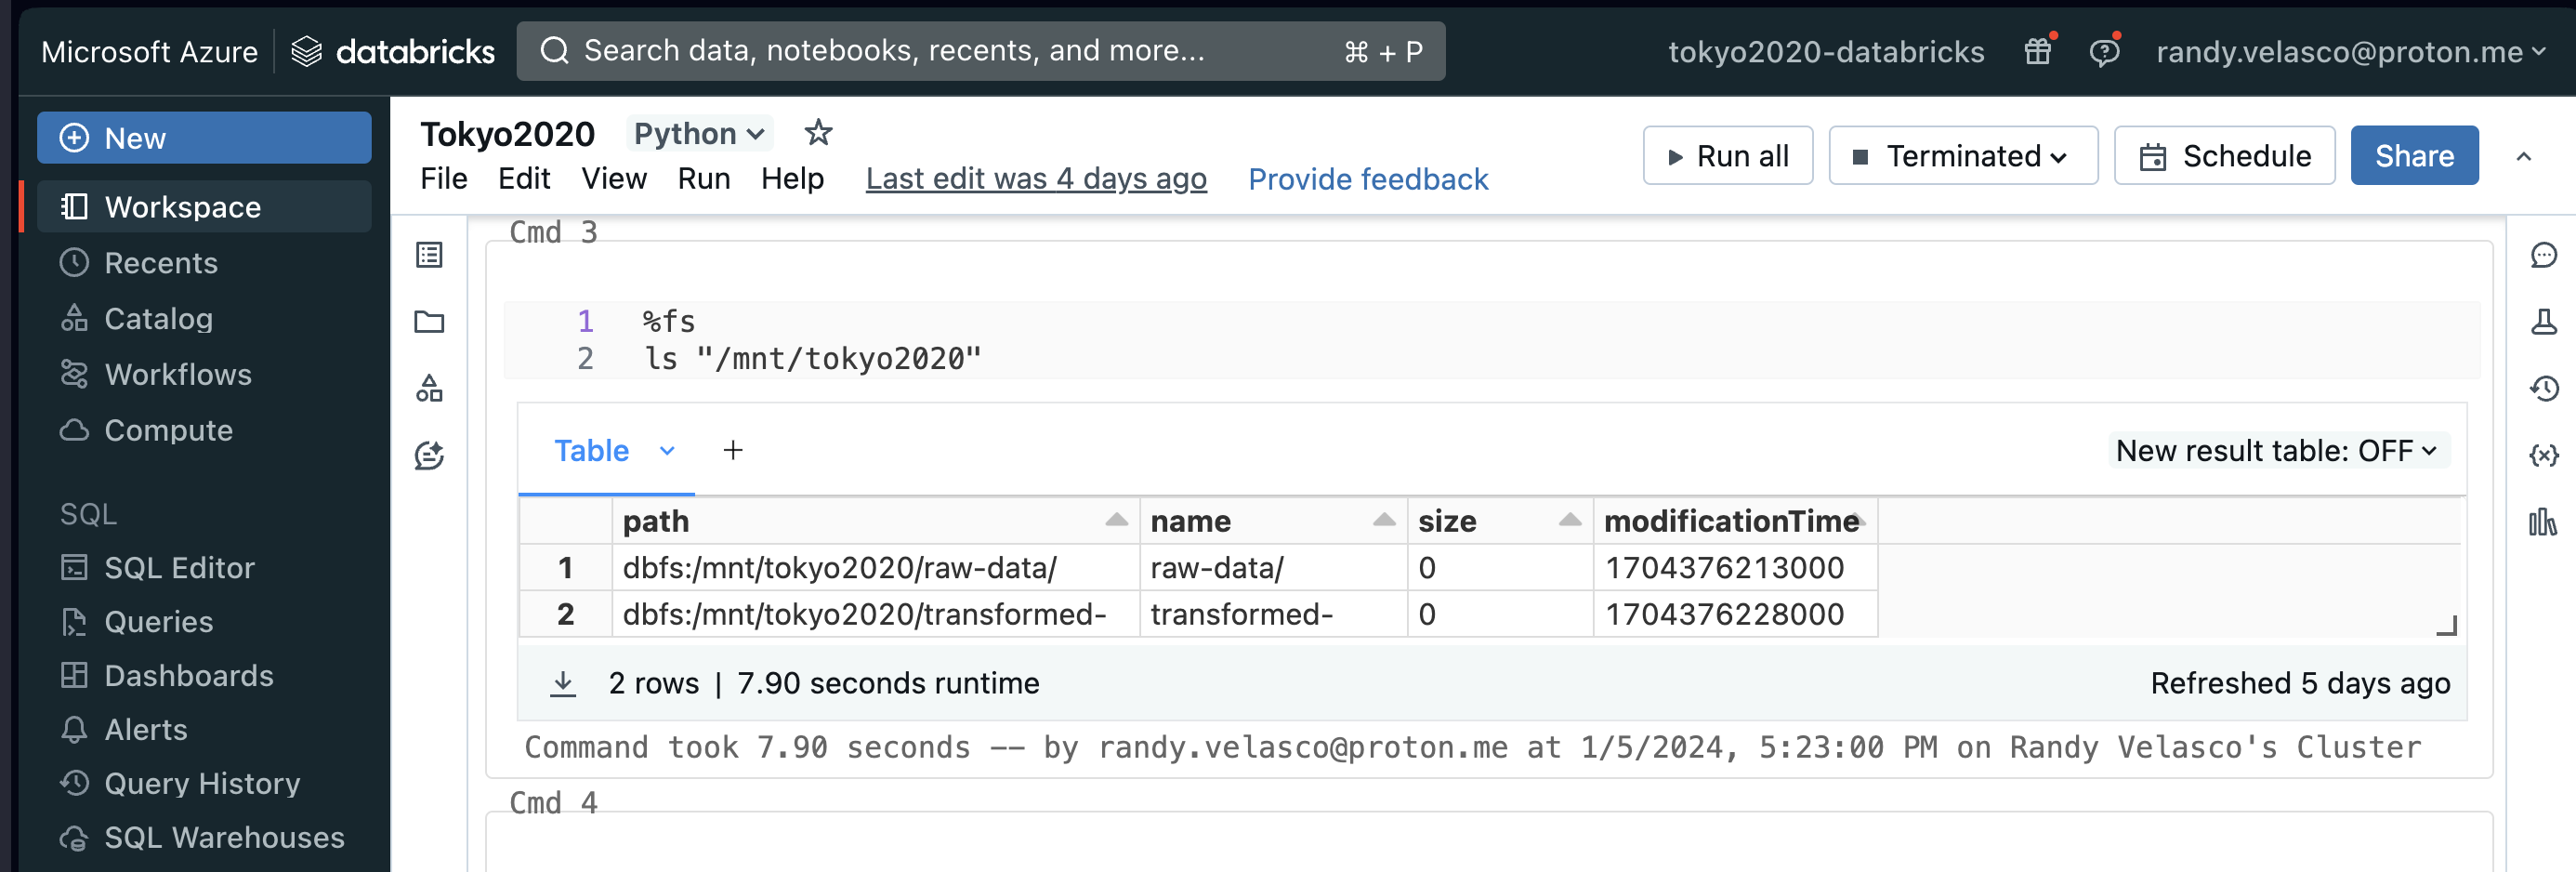 Microsoft Azure databricks Search data, notebooks, recents, and more... ⌘ + P tokyo2020-databricks randy.velasco@proton.me
New
Workspace
Recents
Catalog
Workflows
Compute
SQL
SQL Editor
Queries
Dashboards
Alerts
Query History
SQL Warehouses
Tokyo2020 Python
File Edit View Run Help Last edit was 4 days ago Provide feedback
Run all Terminated Schedule Share
Cmd 3
1 %fs
2 ls "/mnt/tokyo2020"
Table + New result table: OFF
path name size modificationTime
1 dbfs:/mnt/tokyo2020/raw-data/ raw-data/ 0 1704376213000
2 dbfs:/mnt/tokyo2020/transformed- transformed- 0 1704376228000
2 rows | 7.90 seconds runtime Refreshed 5 days ago
Command took 7.90 seconds -- by randy.velasco@proton.me at 1/5/2024, 5:23:00 PM on Randy Velasco's Cluster
Cmd 4